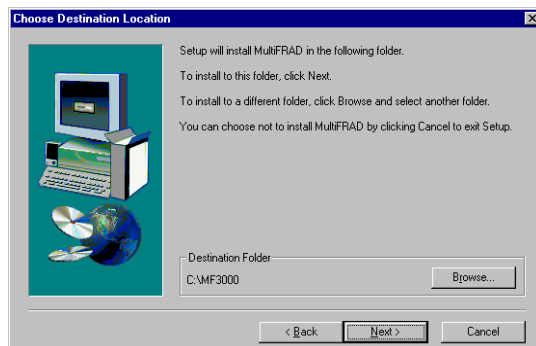 Choose Destination Location
Setup will install MultiFRAD in the following folder.
To install to this folder, click Next.
To install to a different folder, click Browse and select another folder.
You can choose not to install MultiFRAD by clicking Cancel to exit Setup.
Destination Folder
C:\MF3000
Browse...
< Back
Next >
Cancel